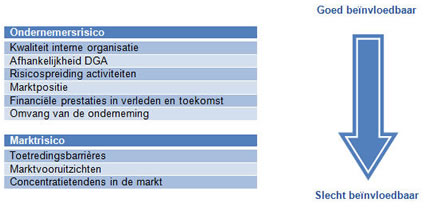 Goed beïnvloedbaar
Ondernemersrisico
Kwaliteit interne organisatie
Afhankelijkheid DGA
Risicospreiding activiteiten
Marktpositie
Financiële prestaties in verleden en toekomst
Omvang van de onderneming
Marktrisico
Toetredingsbarrières
Marktvooruitzichten
Concentratietendens in de markt
Slecht beïnvloedbaar